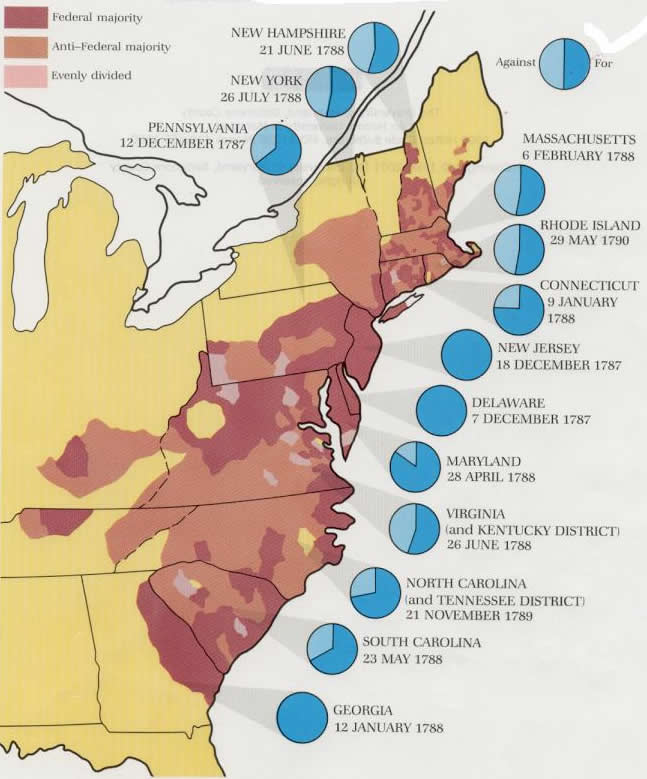 Federal majority
Anti–Federal majority
Evenly divided
NEW HAMPSHIRE
21 JUNE 1788
NEW YORK
26 JULY 1788
PENNSYLVANIA
12 DECEMBER 1787
Against
For
MASSACHUSETTS
6 FEBRUARY 1788
RHODE ISLAND
29 MAY 1790
CONNECTICUT
9 JANUARY
1788
NEW JERSEY
18 DECEMBER 1787
DELAWARE
7 DECEMBER 1787
MARYLAND
28 APRIL 1788
VIRGINIA
(and KENTUCKY DISTRICT)
26 JUNE 1788
NORTH CAROLINA
(and TENNESSEE DISTRICT)
21 NOVEMBER 1789
SOUTH CAROLINA
23 MAY 1788
GEORGIA
12 JANUARY 1788